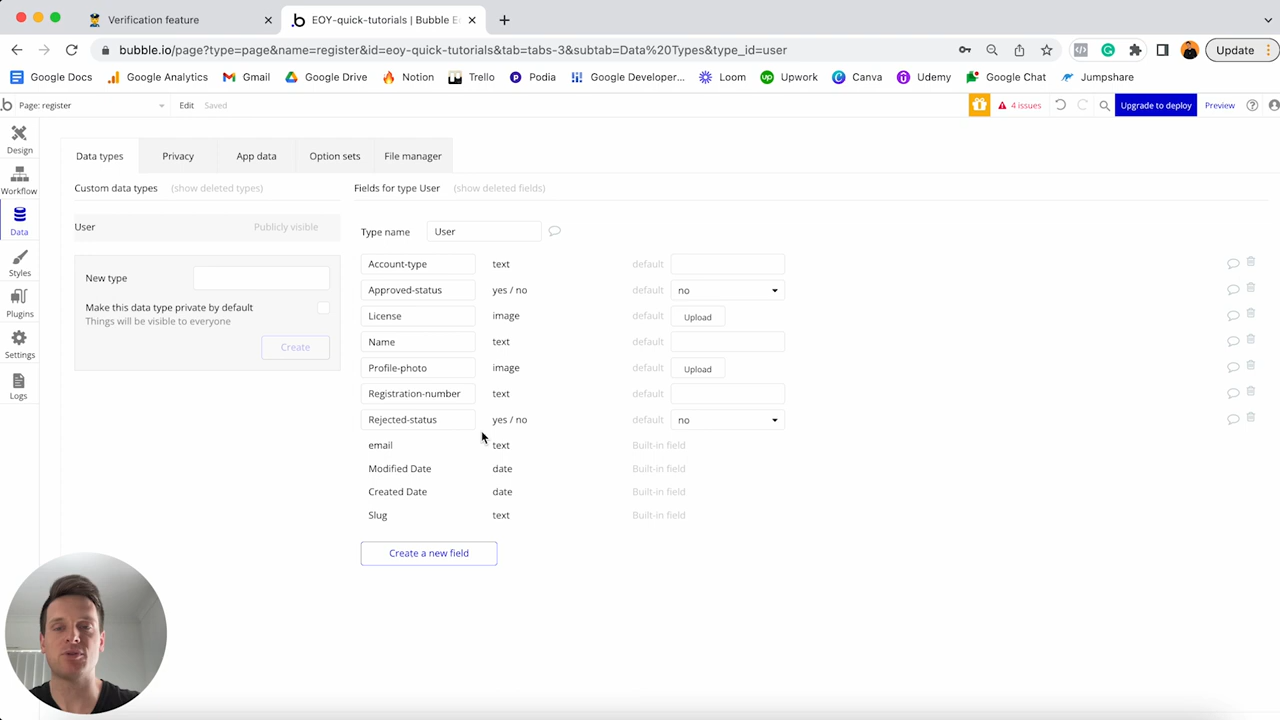 Verification feature
EOY-quick-tutorials | Bubble E
bubble.io/page?type=page&name=register&id=eoy-quick-tutorials&tab=tabs-3&subtab=Data%20Types&type_id=user
Update
Google Docs Google Analytics Gmail Google Drive Notion Trello Podia Google Developer... Loom Upwork Canva Udemy Google Chat Jumpshare
Page: register Edit Saved 4 issues Upgrade to deploy Preview
Design
Workflow
Data
Styles
Plugins
Settings
Logs
Data types Privacy App data Option sets File manager
Custom data types (show deleted types)
User Publicly visible
New type
Make this data type private by default
Things will be visible to everyone
Create
Fields for type User (show deleted fields)
Type name User
Account-type text default
Approved-status yes / no default no
License image default Upload
Name text default
Profile-photo image default Upload
Registration-number text default
Rejected-status yes / no default no
email text Built-in field
Modified Date date Built-in field
Created Date date Built-in field
Slug text Built-in field
Create a new field